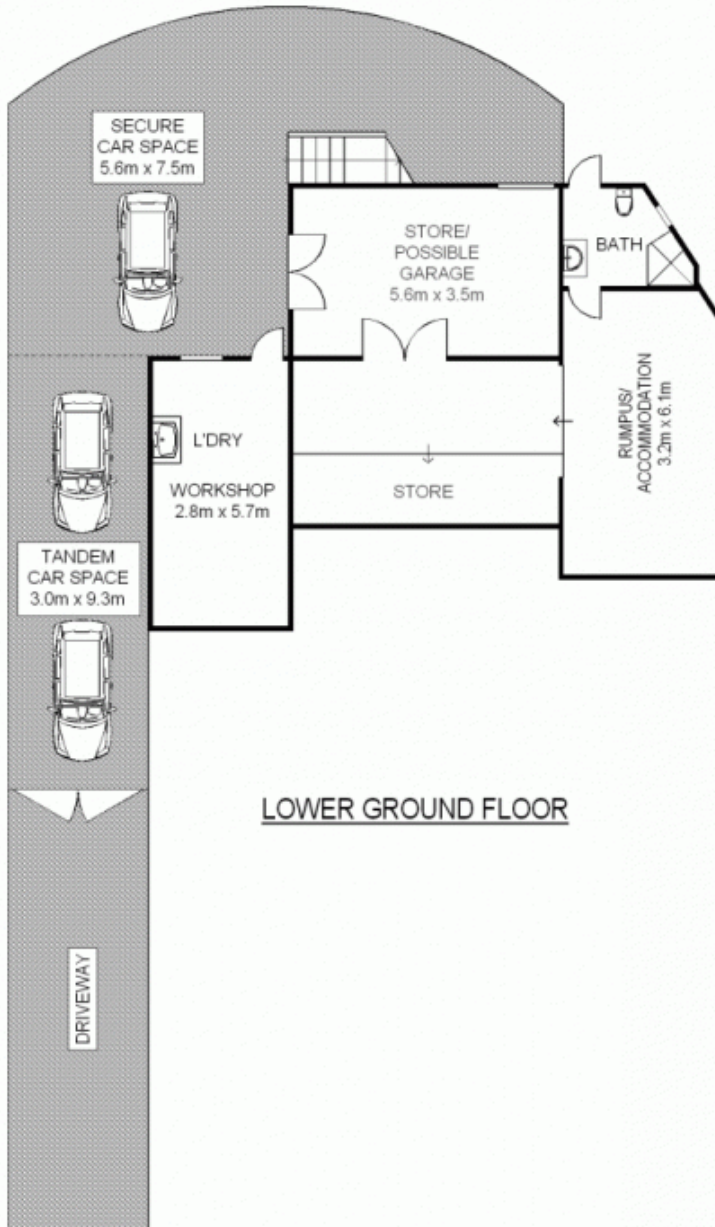 SECURE
CAR SPACE
5.6m x 7.5m
STORE/
POSSIBLE
GARAGE
5.6m x 3.5m
BATH
RUMPUS/
ACCOMMODATION
3.2m x 6.1m
L'DRY
WORKSHOP
2.8m x 5.7m
STORE
TANDEM
CAR SPACE
3.0m x 9.3m
LOWER GROUND FLOOR
DRIVEWAY